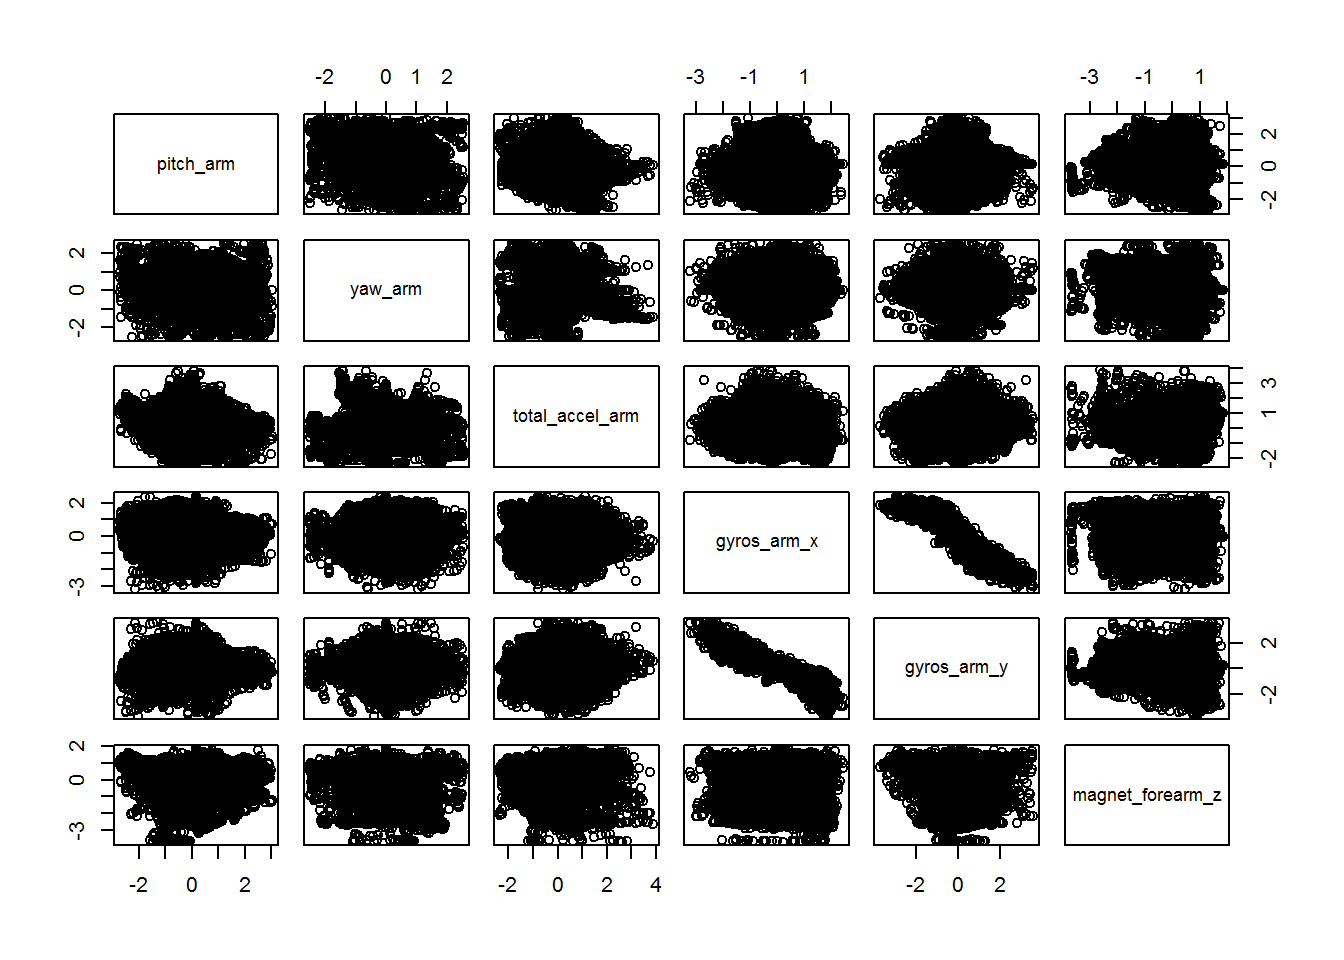 -2 0 1 2 -3 -1 1 -3 -1 1
pitch_arm -2 0 2
-2 0 2 yaw_arm
total_accel_arm -2 1 3
-3 0 2 gyros_arm_x
gyros_arm_y -2 2
-3 0 2 magnet_forearm_z
-2 0 2 -2 0 2 4 -2 0 2